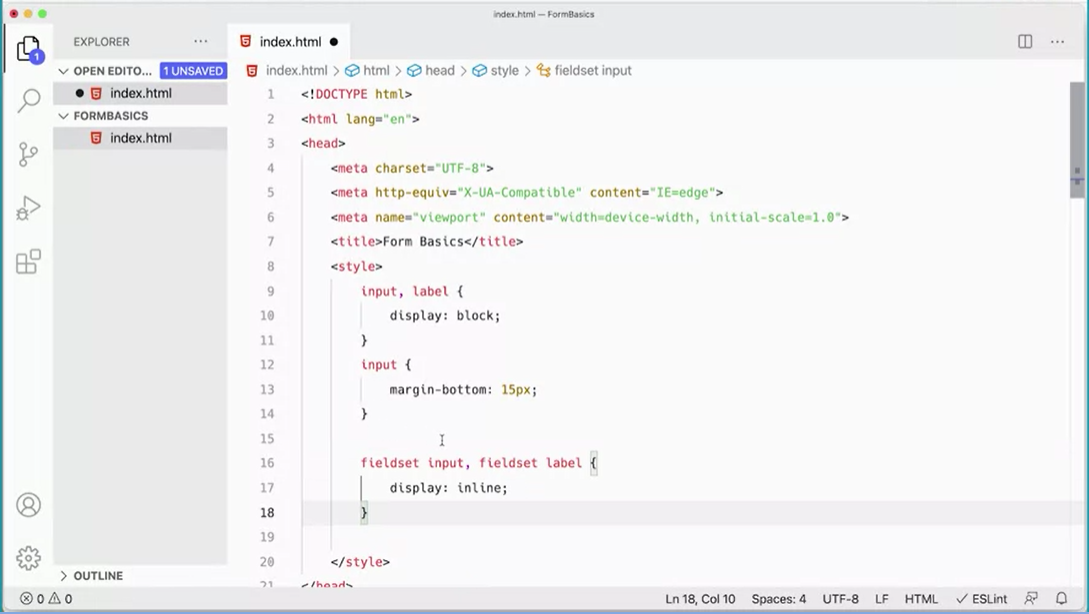 index.html — FormBasics
EXPLORER ...
index.html
OPEN EDITO... 1 UNSAVED
index.html
FORMBASICS
index.html
index.html > html > head > style > fieldset input
1 <!DOCTYPE html>
2 <html lang="en">
3 <head>
4 <meta charset="UTF-8">
5 <meta http-equiv="X-UA-Compatible" content="IE=edge">
6 <meta name="viewport" content="width=device-width, initial-scale=1.0">
7 <title>Form Basics</title>
8 <style>
9 input, label {
10 display: block;
11 }
12 input {
13 margin-bottom: 15px;
14 }
15
16 fieldset input, fieldset label {
17 display: inline;
18 }
19
20 </style>
21 </head>
OUTLINE
1
0 0
Ln 18, Col 10 Spaces: 4 UTF-8 LF HTML ESLint